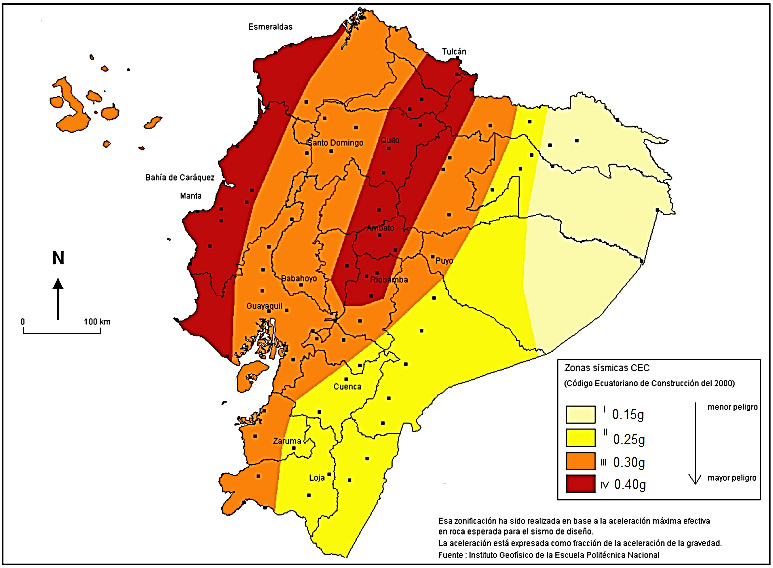 Esmeraldas
Tulcán
Santo Domingo
Quito
Bahía de Caráquez
Manta
N
Ambato
Puyo
Babahoyo
Riobamba
Guayaquil
0 100 km
Cuenca
Zaruma
Loja
Zonas sísmicas CEC
(Código Ecuatoriano de Construcción del 2000)
I 0.15g
menor peligro
II 0.25g
III 0.30g
IV 0.40g
mayor peligro
Esa zonificación ha sido realizada en base a la aceleración máxima efectiva
en roca esperada para el sismo de diseño.
La aceleración está expresada como fracción de la aceleración de la gravedad.
Fuente : Instituto Geofísico de la Escuela Politécnica Nacional